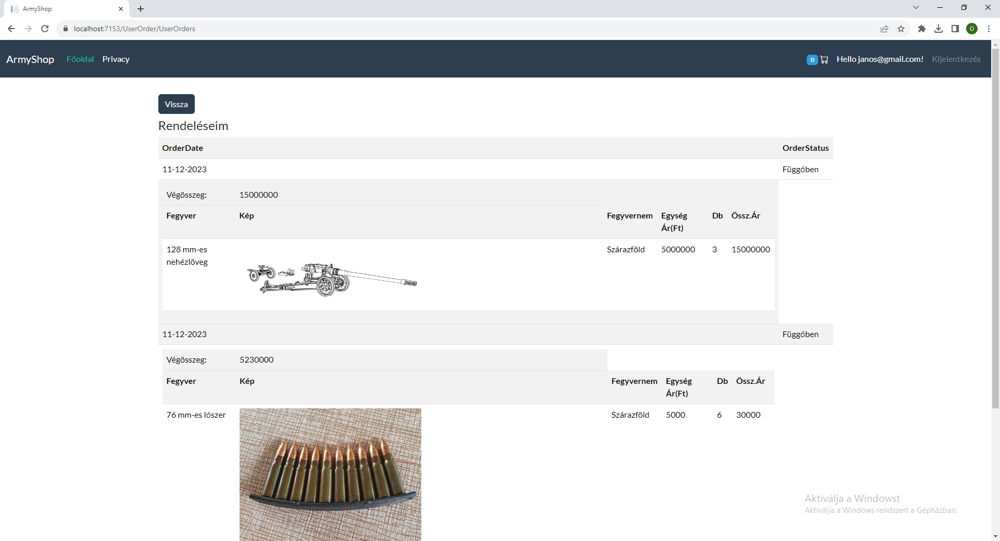 ArmyShop
localhost:7153/UserOrder/UserOrders
O
ArmyShop Főoldal Privacy 0 Hello janos@gmail.com! Kijelentkezés
Vissza
Rendeléseim
OrderDate OrderStatus
11-12-2023 Függőben
Végösszeg: 15000000
Fegyver Kép Fegyvernem Egység Db Össz.Ár
Ár(Ft)
128 mm-es Szárazföld 5000000 3 15000000
nehézlöveg
11-12-2023 Függőben
Végösszeg: 5230000
Fegyver Kép Fegyvernem Egység Db Össz.Ár
Ár(Ft)
76 mm-es lőszer Szárazföld 5000 6 30000
Aktiválja a Windowst
Aktiválja a Windows rendszert a Gépházban.